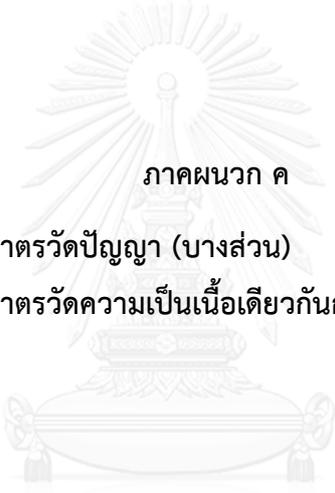 ภาคผนวก ค
าตรวัดปัญญา (บางส่วน)
าตรวัดความเป็นเนื้อเดียวกันก